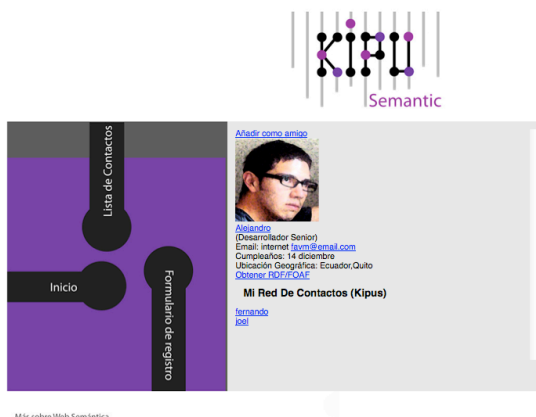 KiPU
Semantic
Lista de Contactos
Inicio
Formulario de registro
Añadir como amigo
Alejandro
(Desarrollador Senior)
Email: internet favm@email.com
Cumpleaños: 14 diciembre
Ubicación Geográfica: Ecuador,Quito
Obtener RDF/FOAF
Mi Red De Contactos (Kipus)
fernando
joel
Más sobre Web Semántica